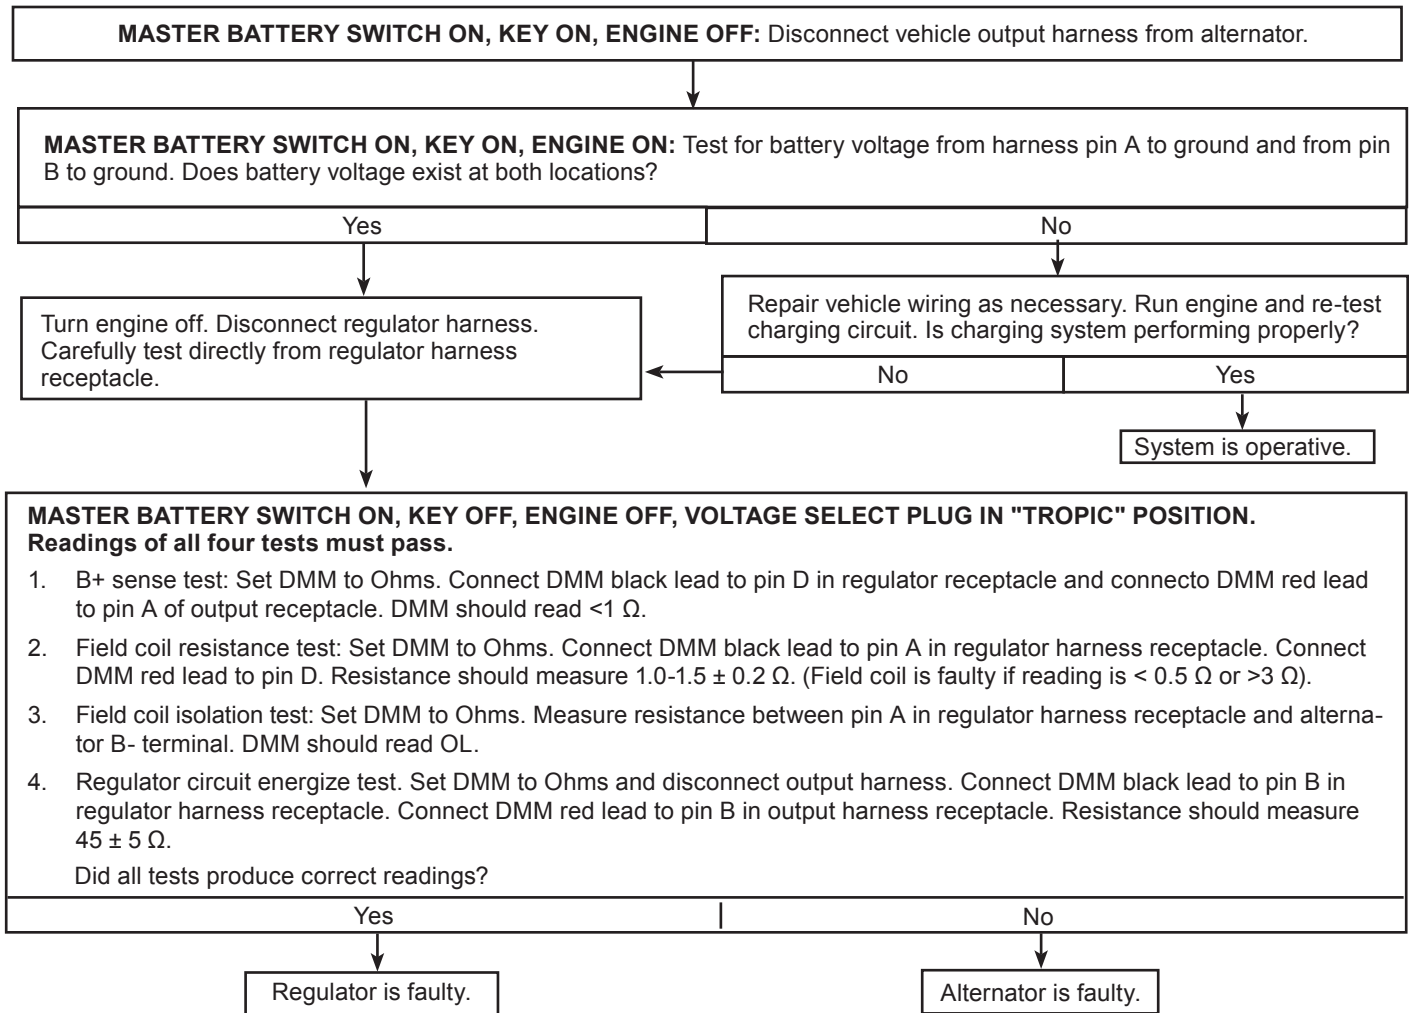 MASTER BATTERY SWITCH ON, KEY ON, ENGINE OFF: Disconnect vehicle output harness from alternator.
MASTER BATTERY SWITCH ON, KEY ON, ENGINE ON: Test for battery voltage from harness pin A to ground and from pin
B to ground. Does battery voltage exist at both locations?
Yes
No
Turn engine off. Disconnect regulator harness.
Carefully test directly from regulator harness
receptacle.
Repair vehicle wiring as necessary. Run engine and re-test
charging circuit. Is charging system performing properly?
No
Yes
System is operative.
MASTER BATTERY SWITCH ON, KEY OFF, ENGINE OFF, VOLTAGE SELECT PLUG IN "TROPIC" POSITION.
Readings of all four tests must pass.
1. B+ sense test: Set DMM to Ohms. Connect DMM black lead to pin D in regulator receptacle and connecto DMM red lead
to pin A of output receptacle. DMM should read <1 Ω.
2. Field coil resistance test: Set DMM to Ohms. Connect DMM black lead to pin A in regulator harness receptacle. Connect
DMM red lead to pin D. Resistance should measure 1.0-1.5 ± 0.2 Ω. (Field coil is faulty if reading is < 0.5 Ω or >3 Ω).
3. Field coil isolation test: Set DMM to Ohms. Measure resistance between pin A in regulator harness receptacle and alterna-
tor B- terminal. DMM should read OL.
4. Regulator circuit energize test. Set DMM to Ohms and disconnect output harness. Connect DMM black lead to pin B in
regulator harness receptacle. Connect DMM red lead to pin B in output harness receptacle. Resistance should measure
45 ± 5 Ω.
Did all tests produce correct readings?
Yes
No
Regulator is faulty.
Alternator is faulty.